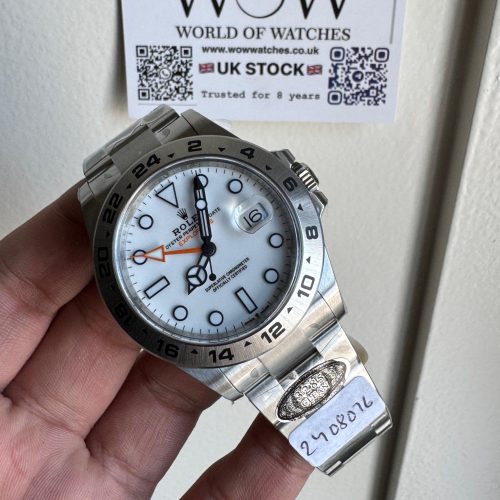 WOW
WORLD OF WATCHES
www.wowwatches.co.uk
UK STOCK
Trusted for 8 years
24 2 4 6 8 10 12 14 16 18 20 22
ROLEX
OYSTER PERPETUAL DATE
EXPLORER II
16
SUPERLATIVE CHRONOMETER
OFFICIALLY CERTIFIED
2408076